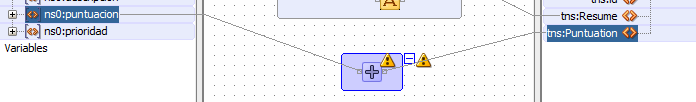 tns:Resume
ns0:puntuacion
ns0:prioridad
tns:Puntuation
Variables